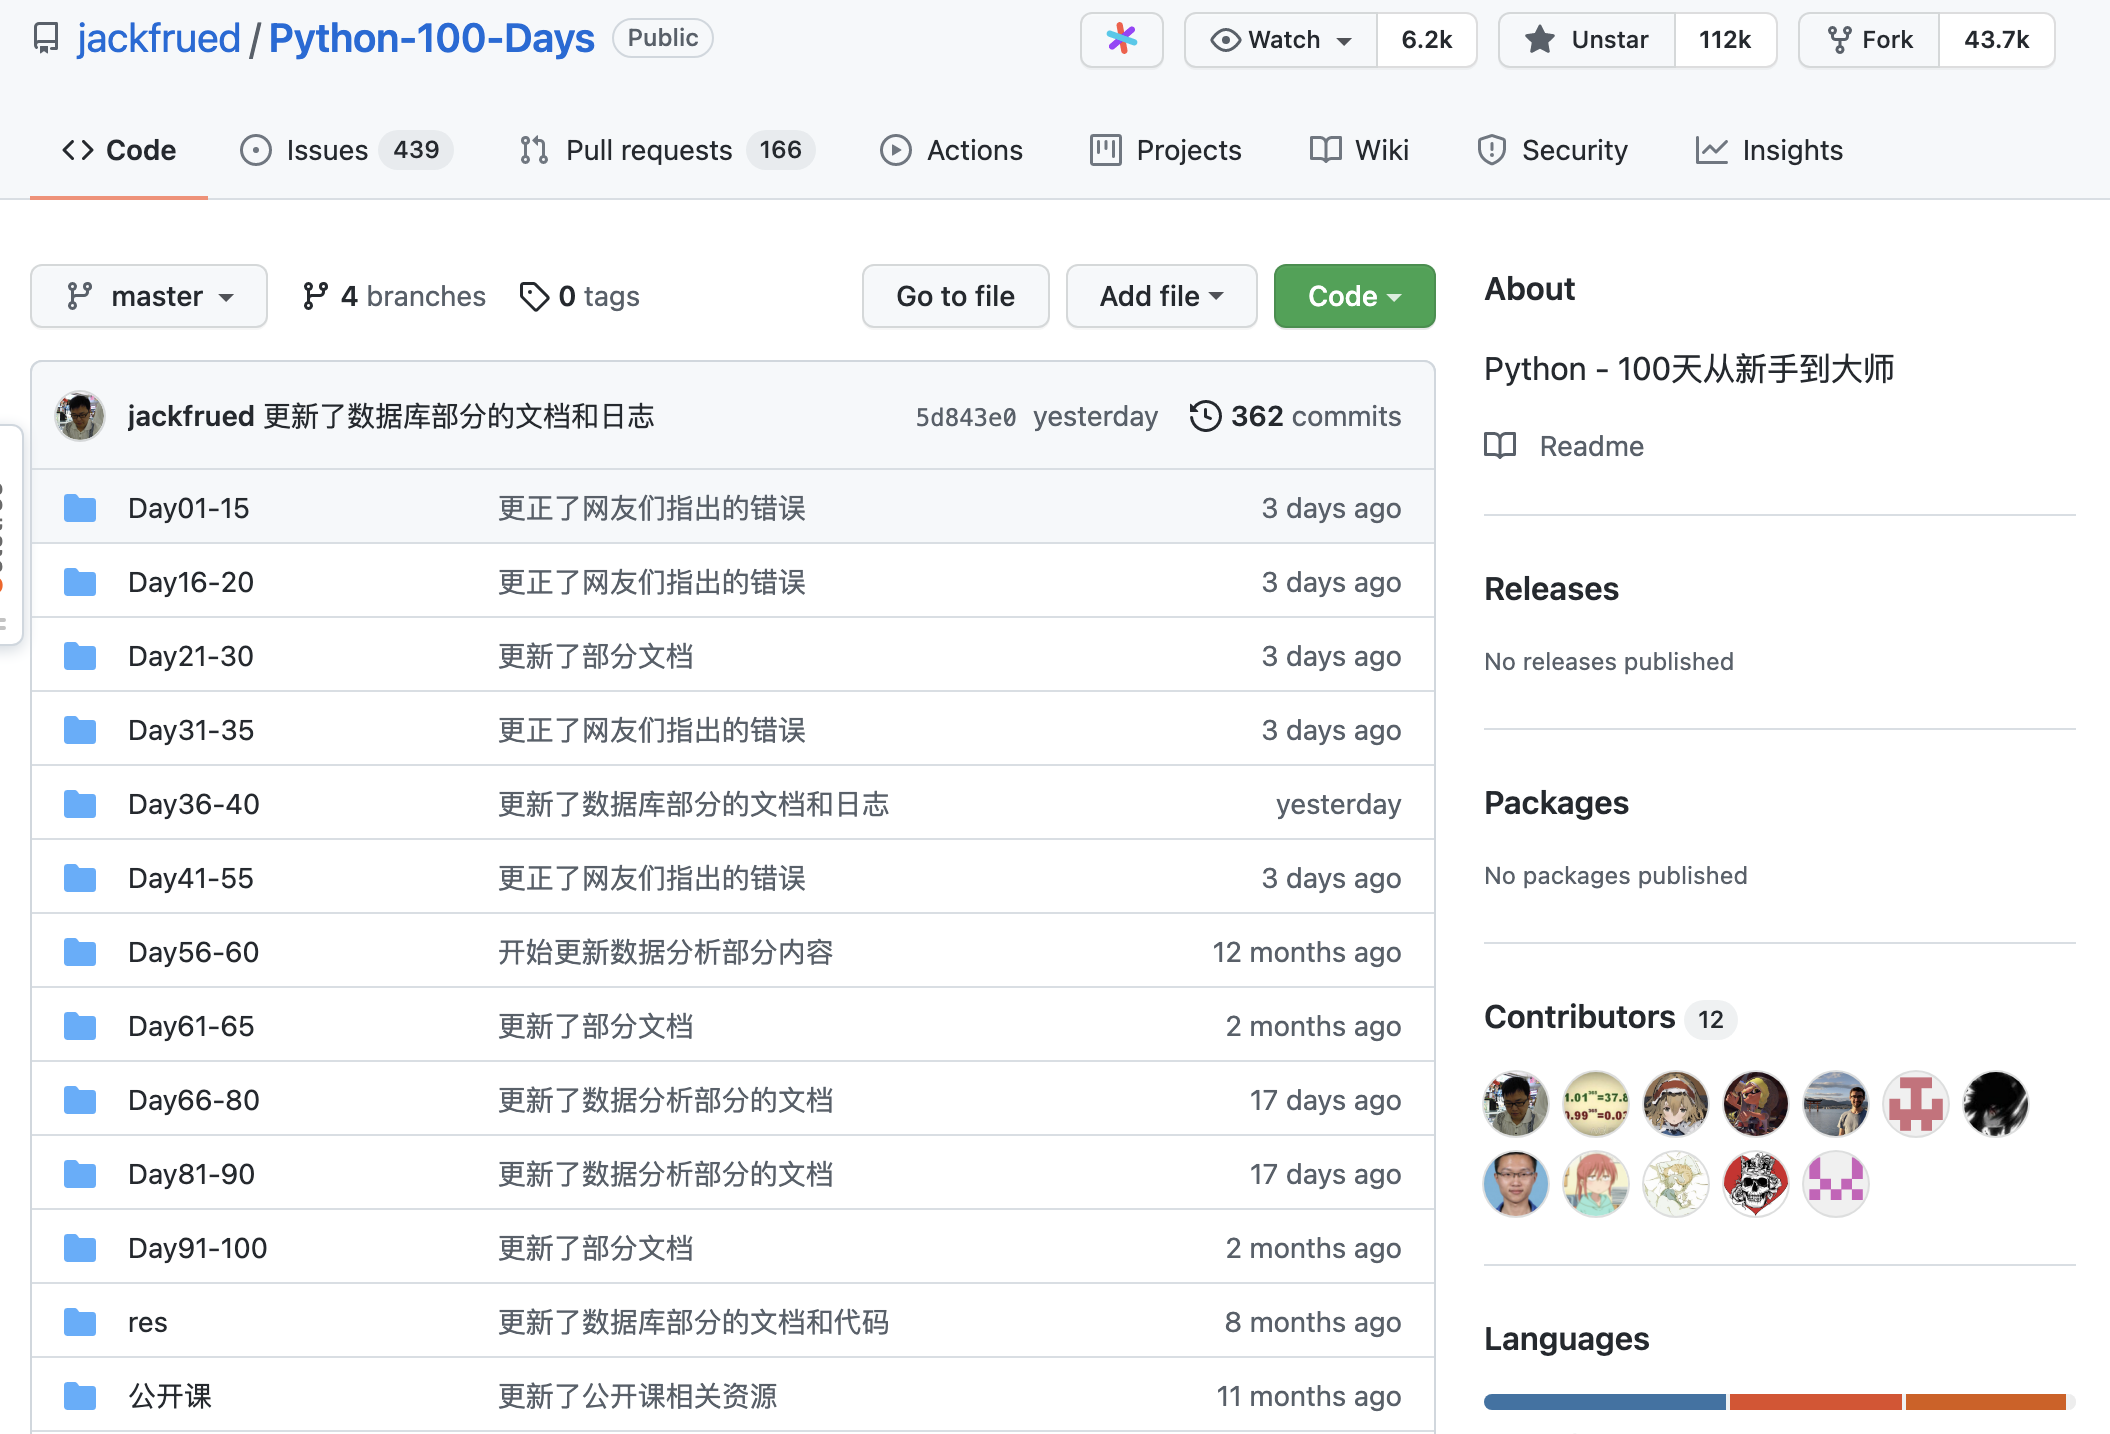 jackfrued / Python-100-Days Public
Watch 6.2k Unstar 112k Fork 43.7k
Code Issues 439 Pull requests 166 Actions Projects Wiki Security Insights
master 4 branches 0 tags Go to file Add file Code
jackfrued 更新了数据库部分的文档和日志 5d843e0 yesterday 362 commits
Day01-15 更正了网友们指出的错误 3 days ago
Day16-20 更正了网友们指出的错误 3 days ago
Day21-30 更新了部分文档 3 days ago
Day31-35 更正了网友们指出的错误 3 days ago
Day36-40 更新了数据库部分的文档和日志 yesterday
Day41-55 更正了网友们指出的错误 3 days ago
Day56-60 开始更新数据分析部分内容 12 months ago
Day61-65 更新了部分文档 2 months ago
Day66-80 更新了数据分析部分的文档 17 days ago
Day81-90 更新了数据分析部分的文档 17 days ago
Day91-100 更新了部分文档 2 months ago
res 更新了数据库部分的文档和代码 8 months ago
公开课 更新了公开课相关资源 11 months ago
About
Python - 100天从新手到大师
Readme
Releases
No releases published
Packages
No packages published
Contributors 12
Languages